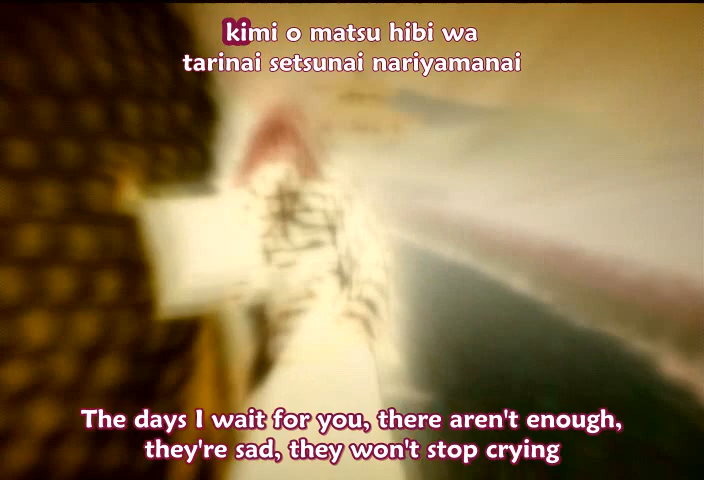 kimi o matsu hibi wa
tarinai setsunai nariyamanai
The days I wait for you, there aren't enough,
they're sad, they won't stop crying